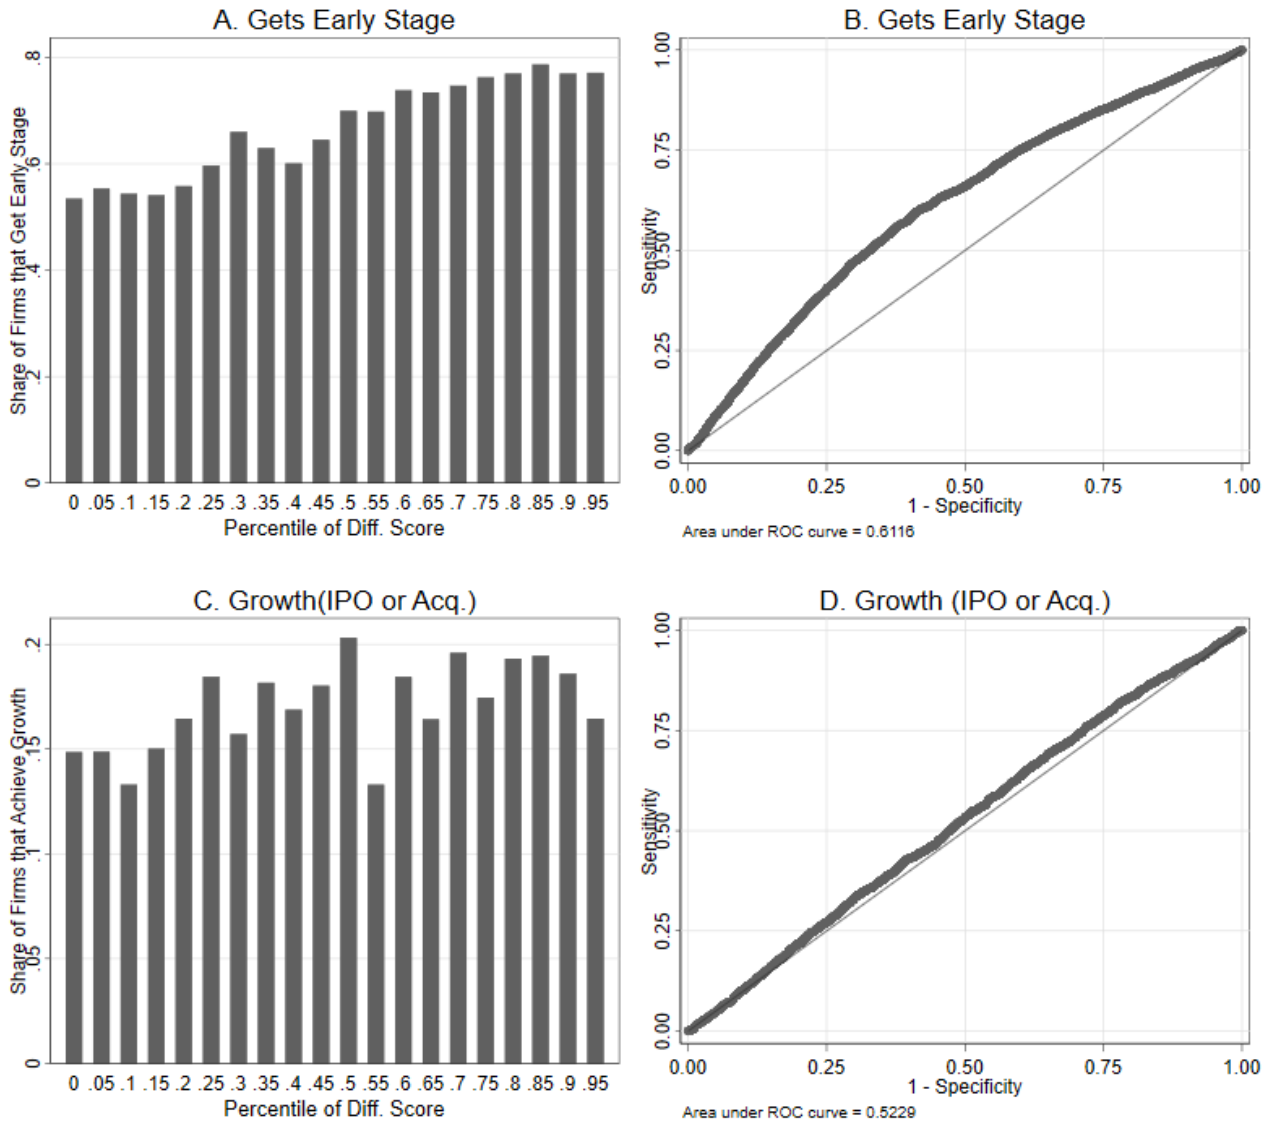 A. Gets Early Stage
Share of Firms that Get Early Stage
.8
.6
.4
.2
0
0 .05 .1 .15 .2 .25 .3 .35 .4 .45 .5 .55 .6 .65 .7 .75 .8 .85 .9 .95
Percentile of Diff. Score
B. Gets Early Stage
Sensitivity
1.00
0.75
0.50
0.25
0.00
0.00 0.25 0.50 0.75 1.00
1 - Specificity
Area under ROC curve = 0.6116
C. Growth(IPO or Acq.)
Share of Firms that Achieve Growth
.2
.15
.1
.05
0
0 .05 .1 .15 .2 .25 .3 .35 .4 .45 .5 .55 .6 .65 .7 .75 .8 .85 .9 .95
Percentile of Diff. Score
D. Growth (IPO or Acq.)
Sensitivity
1.00
0.75
0.50
0.25
0.00
0.00 0.25 0.50 0.75 1.00
1 - Specificity
Area under ROC curve = 0.5229